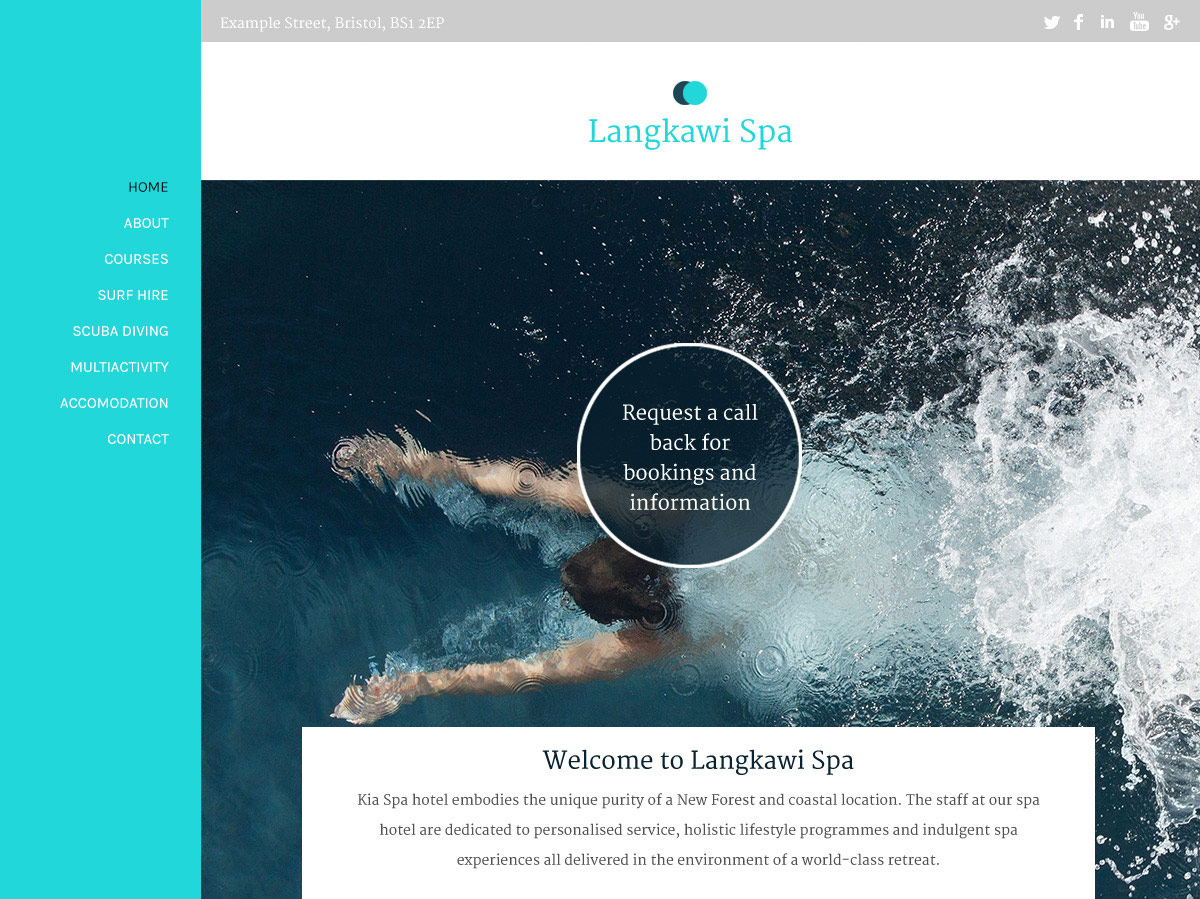 Example Street, Bristol, BS1 2EP
You
Tube
Langkawi Spa
HOME
ABOUT
COURSES
SURF HIRE
SCUBA DIVING
MULTIACTIVITY
ACCOMODATION
CONTACT
Request a call
back for
bookings and
information
Welcome to Langkawi Spa
Kia Spa hotel embodies the unique purity of a New Forest and coastal location. The staff at our spa
hotel are dedicated to personalised service, holistic lifestyle programmes and indulgent spa
experiences all delivered in the environment of a world-class retreat.